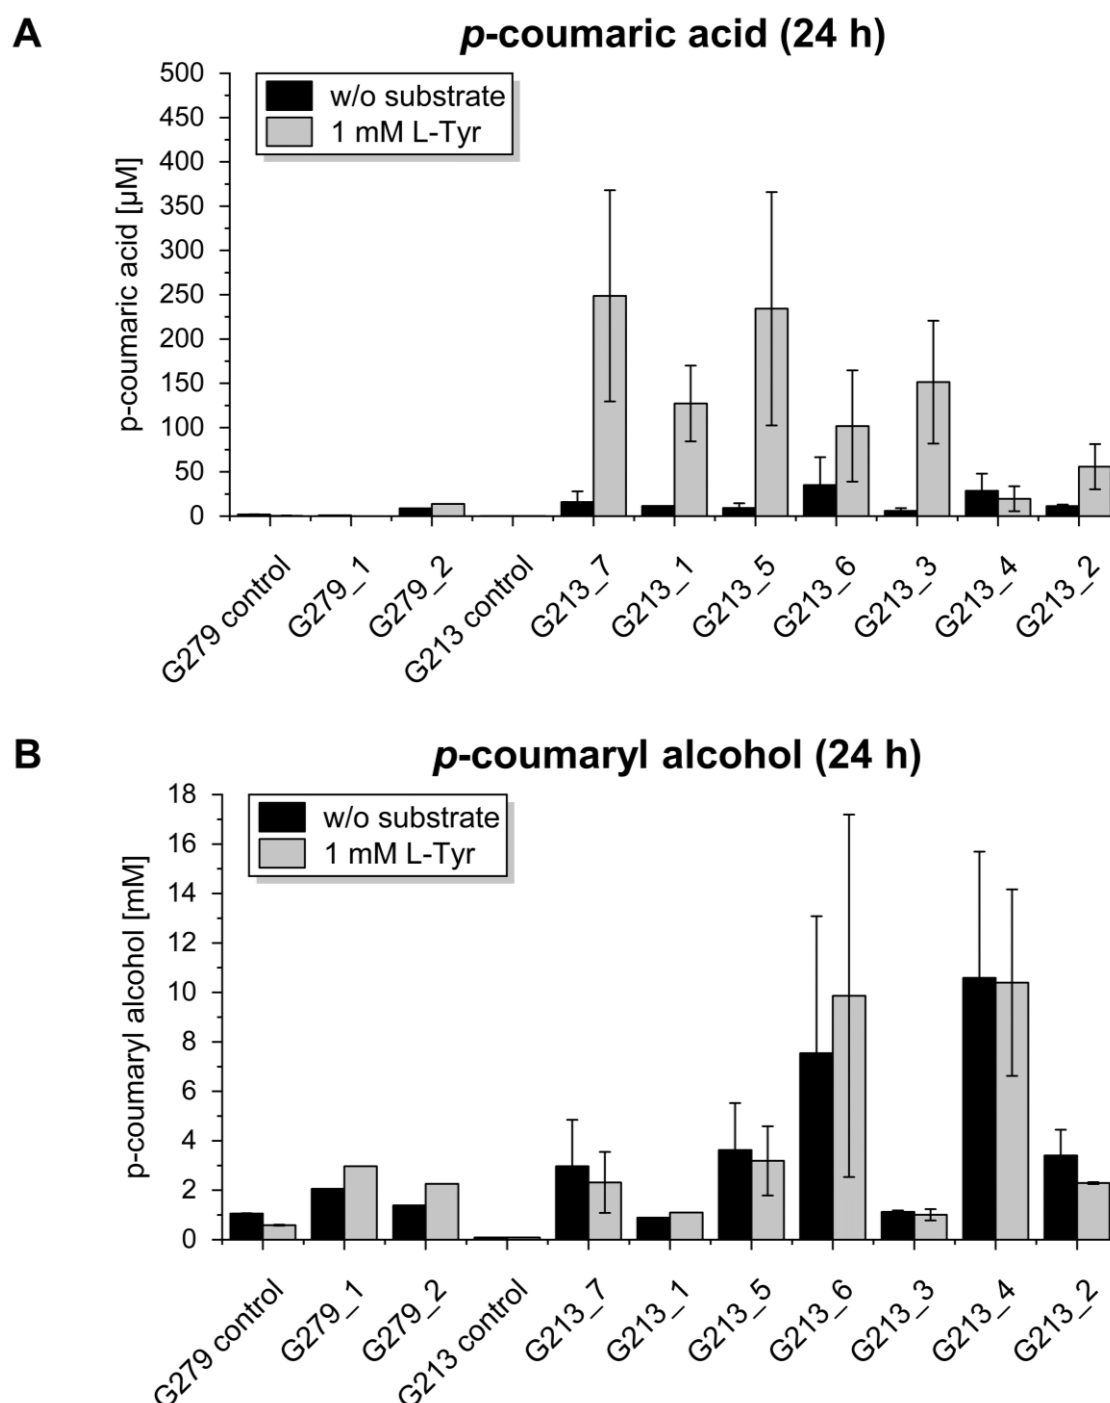 A
p-coumaric acid (24 h)
w/o substrate
1 mM L-Tyr
p-coumaric acid [µM]
500
450
400
350
300
250
200
150
100
50
0
G279 control
G279_1
G279_2
G213 control
G213_7
G213_1
G213_5
G213_6
G213_3
G213_4
G213_2
B
p-coumaryl alcohol (24 h)
w/o substrate
1 mM L-Tyr
p-coumaryl alcohol [mM]
18
16
14
12
10
8
6
4
2
0
G279 control
G279_1
G279_2
G213 control
G213_7
G213_1
G213_5
G213_6
G213_3
G213_4
G213_2